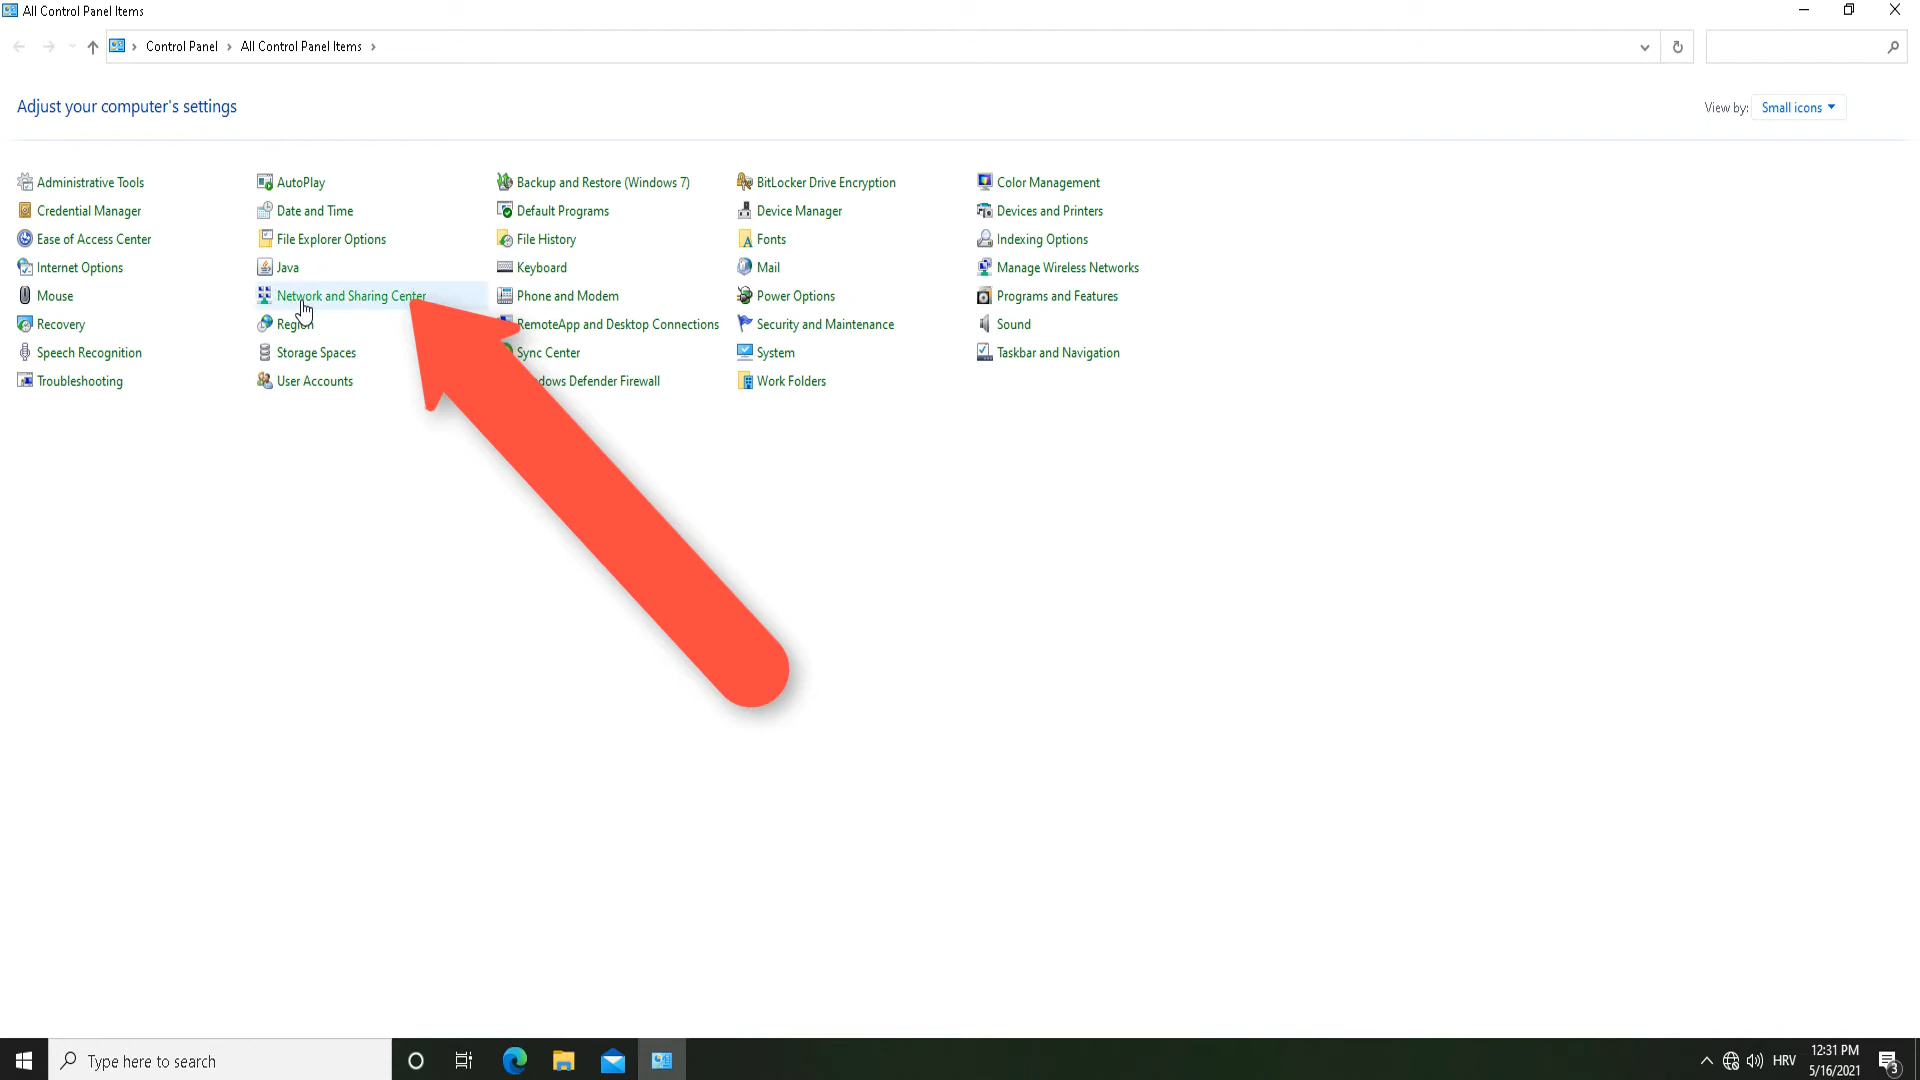 All Control Panel Items
Control Panel > All Control Panel Items >
Adjust your computer's settings
View by: Small icons
Administrative Tools
Credential Manager
Ease of Access Center
Internet Options
Mouse
Recovery
Speech Recognition
Troubleshooting
AutoPlay
Date and Time
File Explorer Options
Java
Network and Sharing Center
Region
Storage Spaces
User Accounts
Backup and Restore (Windows 7)
Default Programs
File History
Keyboard
Phone and Modem
RemoteApp and Desktop Connections
Sync Center
Defender Firewall
BitLocker Drive Encryption
Device Manager
Fonts
Mail
Power Options
Security and Maintenance
System
Work Folders
Color Management
Devices and Printers
Indexing Options
Manage Wireless Networks
Programs and Features
Sound
Taskbar and Navigation
Type here to search
HRV
12:31 PM
5/16/2021
3